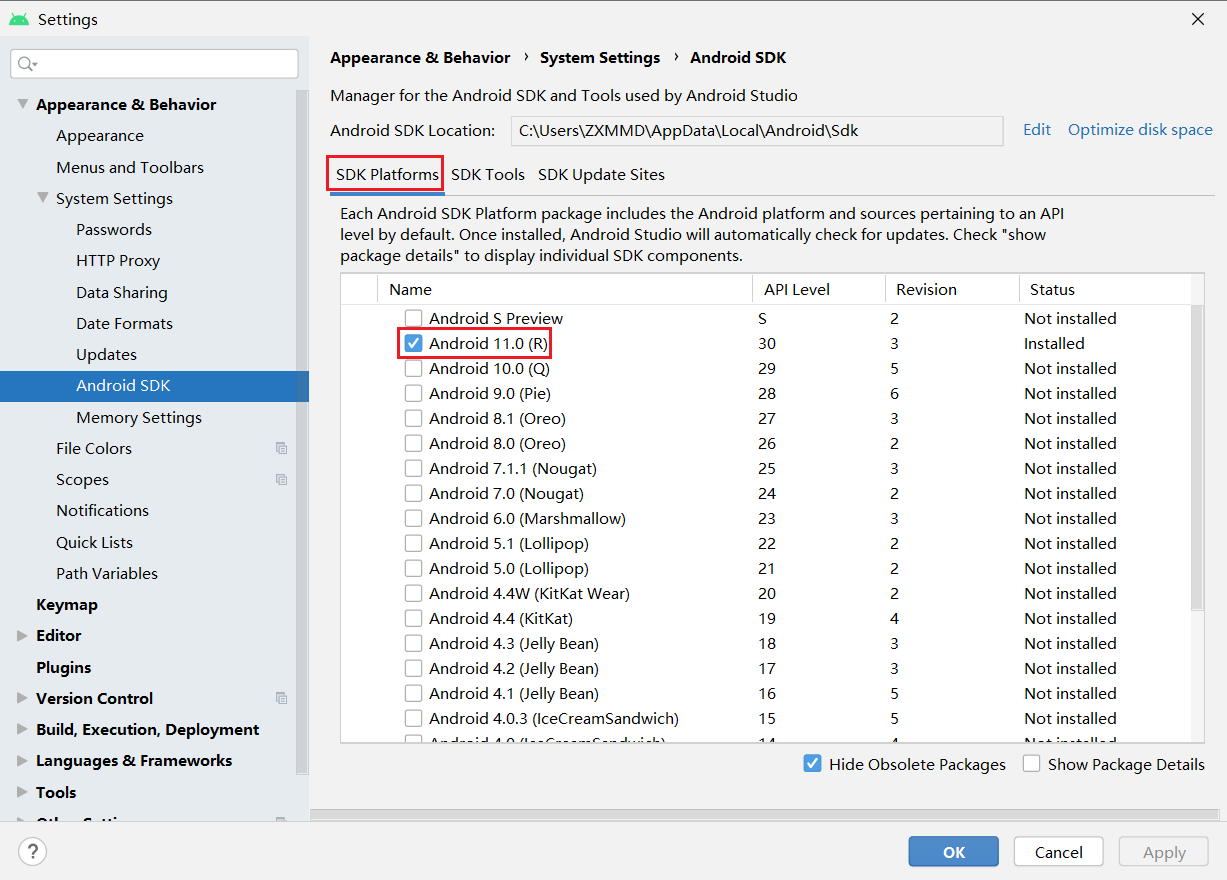 Settings
Appearance & Behavior
Appearance
Menus and Toolbars
System Settings
Passwords
HTTP Proxy
Data Sharing
Date Formats
Updates
Android SDK
Memory Settings
File Colors
Scopes
Notifications
Quick Lists
Path Variables
Keymap
Editor
Plugins
Version Control
Build, Execution, Deployment
Languages & Frameworks
Tools
Appearance & Behavior › System Settings › Android SDK
Manager for the Android SDK and Tools used by Android Studio
Android SDK Location: C:\Users\ZXMMD\AppData\Local\Android\Sdk Edit Optimize disk space
SDK Platforms SDK Tools SDK Update Sites
Each Android SDK Platform package includes the Android platform and sources pertaining to an API
level by default. Once installed, Android Studio will automatically check for updates. Check "show
package details" to display individual SDK components.
Name API Level Revision Status
Android S Preview S 2 Not installed
Android 11.0 (R) 30 3 Installed
Android 10.0 (Q) 29 5 Not installed
Android 9.0 (Pie) 28 6 Not installed
Android 8.1 (Oreo) 27 3 Not installed
Android 8.0 (Oreo) 26 2 Not installed
Android 7.1.1 (Nougat) 25 3 Not installed
Android 7.0 (Nougat) 24 2 Not installed
Android 6.0 (Marshmallow) 23 3 Not installed
Android 5.1 (Lollipop) 22 2 Not installed
Android 5.0 (Lollipop) 21 2 Not installed
Android 4.4W (KitKat Wear) 20 2 Not installed
Android 4.4 (KitKat) 19 4 Not installed
Android 4.3 (Jelly Bean) 18 3 Not installed
Android 4.2 (Jelly Bean) 17 3 Not installed
Android 4.1 (Jelly Bean) 16 5 Not installed
Android 4.0.3 (IceCreamSandwich) 15 5 Not installed
Android 4.0 (IceCreamSandwich) 14 4 Not installed
Hide Obsolete Packages Show Package Details
? OK Cancel Apply